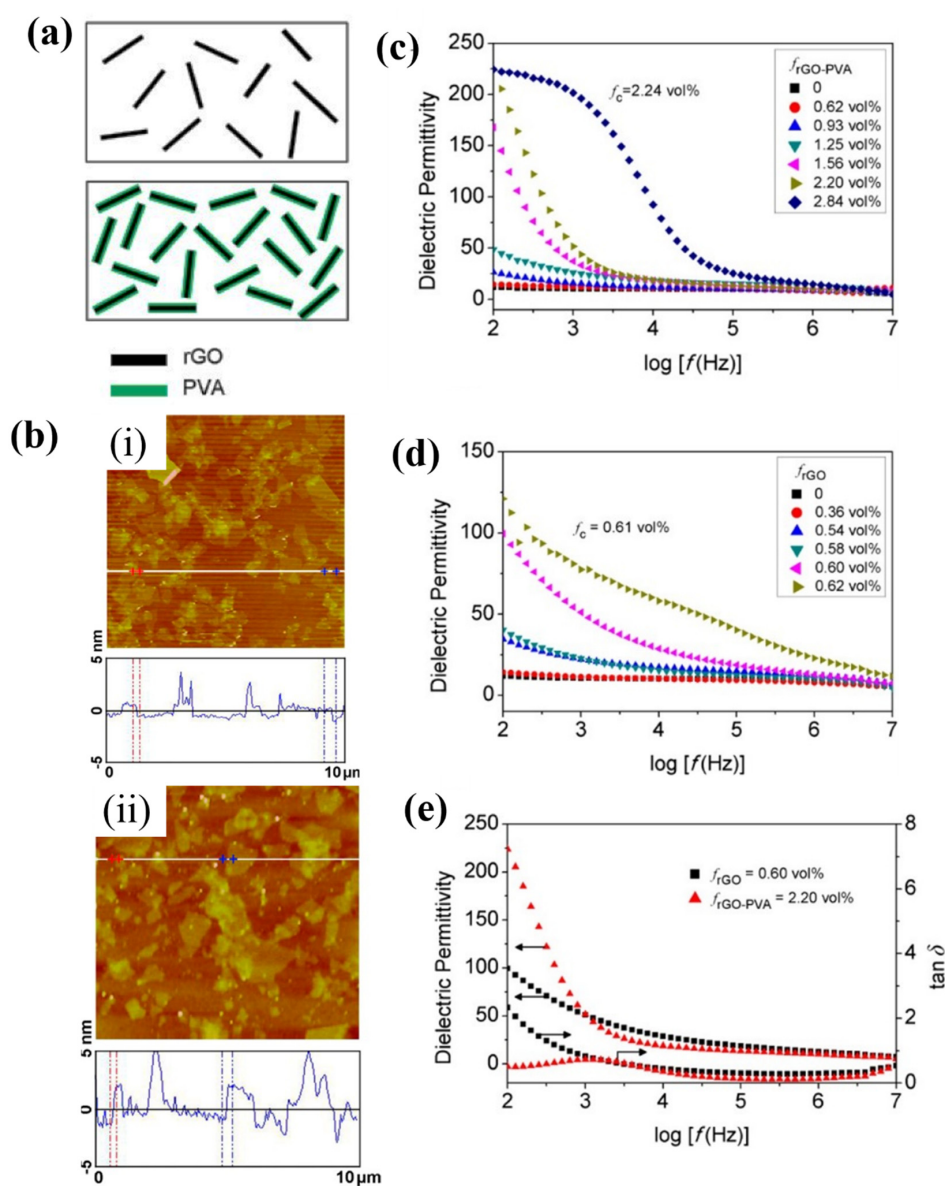 (a)
rGO
PVA
(b)
(i)
nm
5
0
-5
0
10 μm
(ii)
nm
5
0
-5
0
10 μm
(c)
Dielectric Permittivity
250
200
150
100
50
0
2
3
4
5
6
7
log [f(Hz)]
fc=2.24 vol%
frGO-PVA
0
0.62 vol%
0.93 vol%
1.25 vol%
1.56 vol%
2.20 vol%
2.84 vol%
(d)
Dielectric Permittivity
150
100
50
0
2
3
4
5
6
7
log [f(Hz)]
fc = 0.61 vol%
frGO
0
0.36 vol%
0.54 vol%
0.58 vol%
0.60 vol%
0.62 vol%
(e)
Dielectric Permittivity
250
200
150
100
50
0
2
3
4
5
6
7
log [f(Hz)]
frGO = 0.60 vol%
frGO-PVA = 2.20 vol%
8
6
4
2
0
tan δ